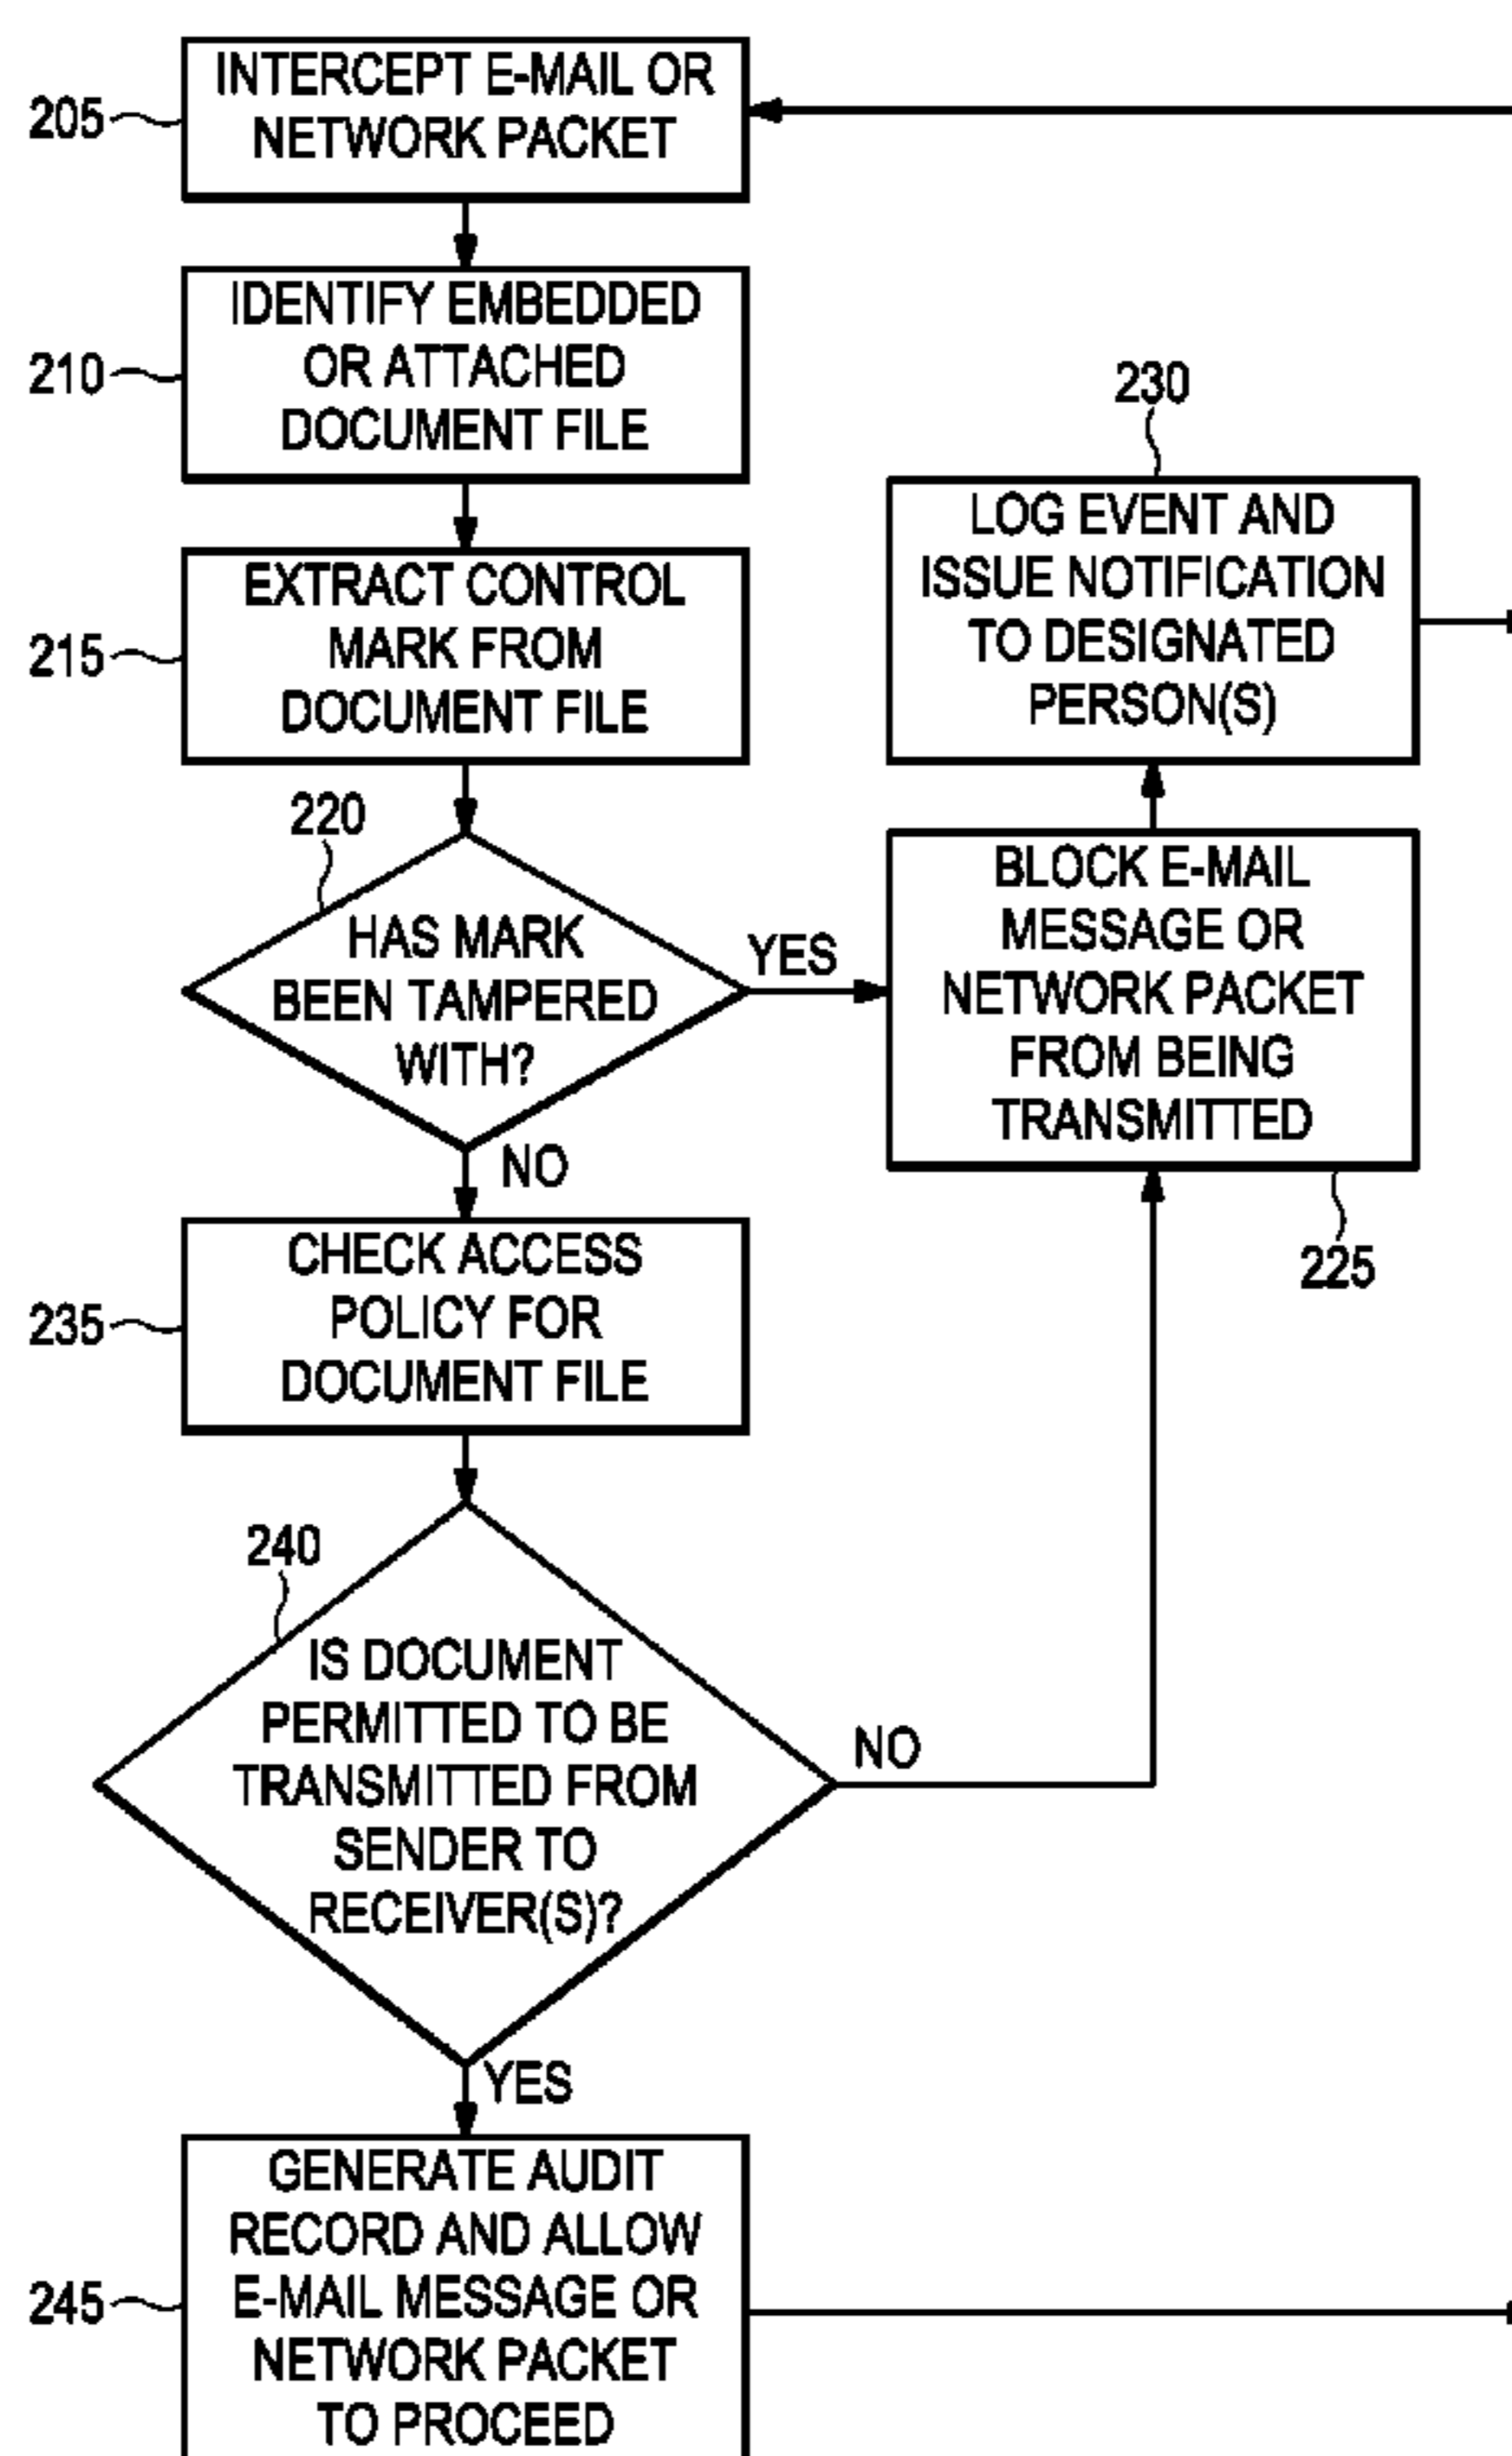 205
INTERCEPT E-MAIL OR
NETWORK PACKET
210
IDENTIFY EMBEDDED
OR ATTACHED
DOCUMENT FILE
215
EXTRACT CONTROL
MARK FROM
DOCUMENT FILE
220
HAS MARK
BEEN TAMPERED
WITH?
YES
NO
230
LOG EVENT AND
ISSUE NOTIFICATION
TO DESIGNATED
PERSON(S)
BLOCK E-MAIL
MESSAGE OR
NETWORK PACKET
FROM BEING
TRANSMITTED
225
235
CHECK ACCESS
POLICY FOR
DOCUMENT FILE
240
IS DOCUMENT
PERMITTED TO BE
TRANSMITTED FROM
SENDER TO
RECEIVER(S)?
NO
YES
245
GENERATE AUDIT
RECORD AND ALLOW
E-MAIL MESSAGE OR
NETWORK PACKET
TO PROCEED